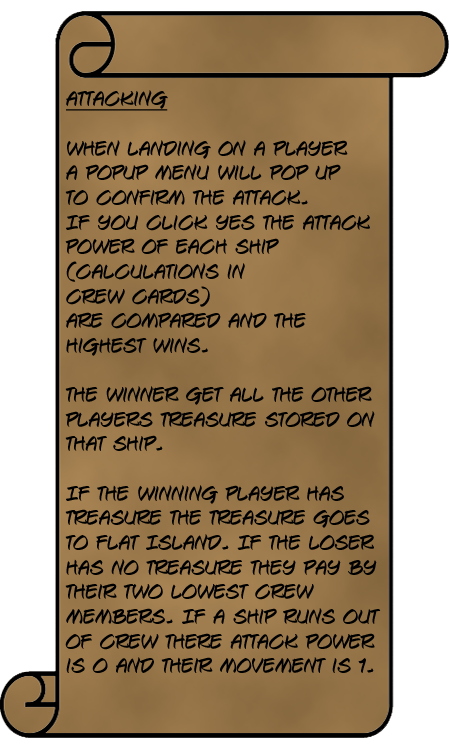 ATTACKING
WHEN LANDING ON A PLAYER
A POPUP MENU WILL POP UP
TO CONFIRM THE ATTACK.
IF YOU CLICK YES THE ATTACK
POWER OF EACH SHIP
(CALCULATIONS IN
CREW CARDS)
ARE COMPARED AND THE
HIGHEST WINS.
THE WINNER GET ALL THE OTHER
PLAYERS TREASURE STORED ON
THAT SHIP.
IF THE WINNING PLAYER HAS
TREASURE THE TREASURE GOES
TO FLAT ISLAND. IF THE LOSER
HAS NO TREASURE THEY PAY BY
THEIR TWO LOWEST CREW
MEMBERS. IF A SHIP RUNS OUT
OF CREW THERE ATTACK POWER
IS 0 AND THEIR MOVEMENT IS 1.